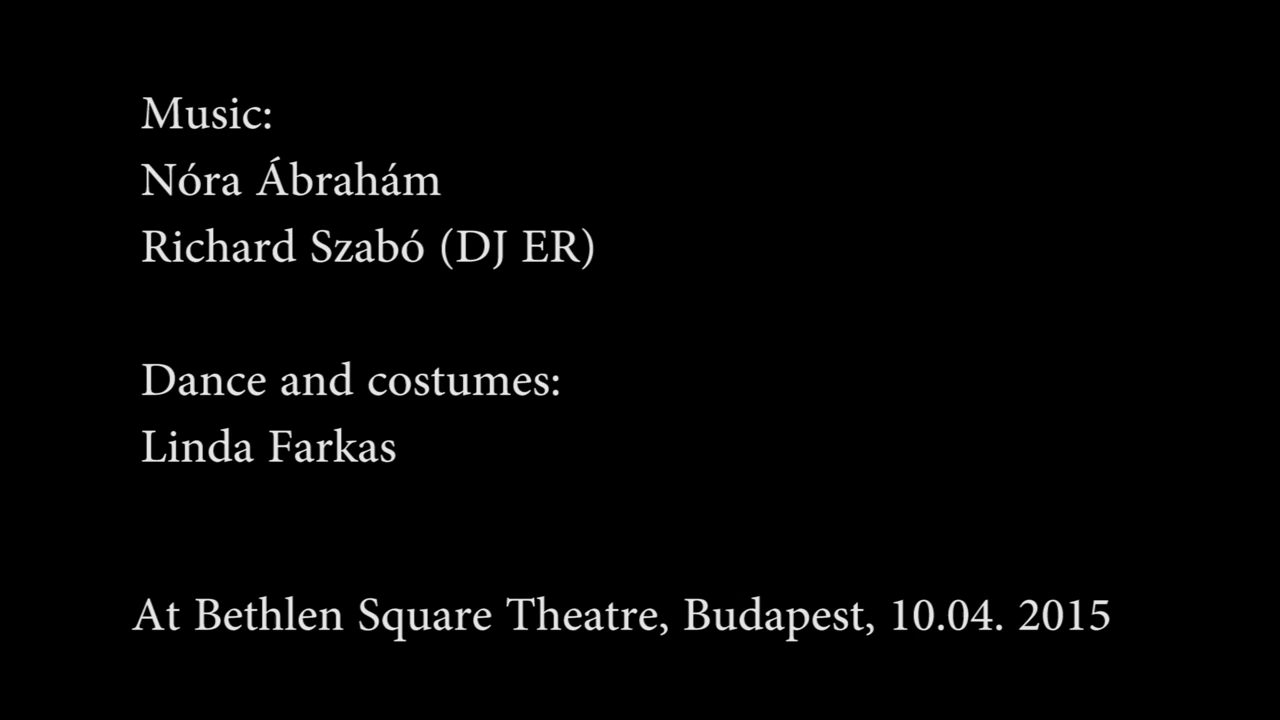 Music:
Nóra Ábrahám
Richard Szabó (DJ ER)
Dance and costumes:
Linda Farkas
At Bethlen Square Theatre, Budapest, 10.04. 2015